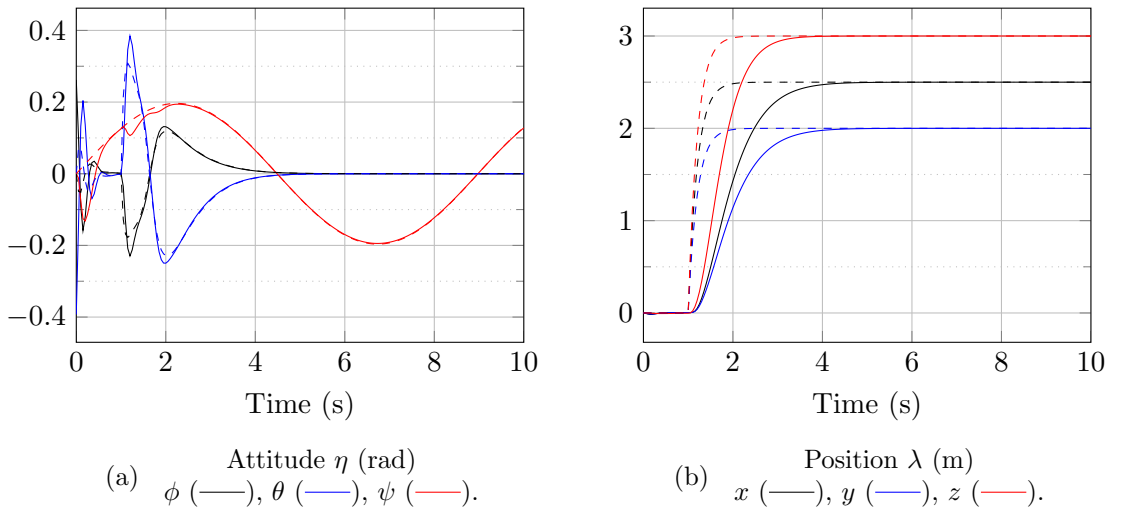 0.4
0.2
0
−0.2
−0.4
0 2 4 6 8 10
Time (s)
(a) Attitude η (rad)
ϕ (——), θ (——), ψ (——).
3
2
1
0
0 2 4 6 8 10
Time (s)
(b) Position λ (m)
x (——), y (——), z (——).